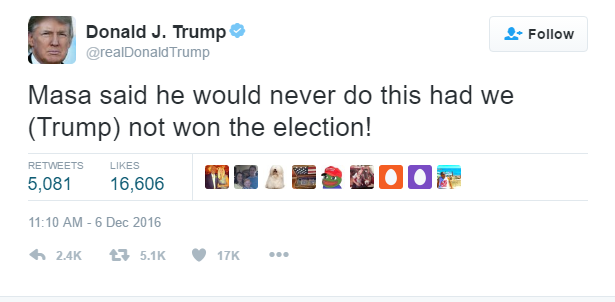 Donald J. Trump
@realDonaldTrump
Follow
Masa said he would never do this had we
(Trump) not won the election!
RETWEETS LIKES
5,081 16,606
11:10 AM - 6 Dec 2016
2.4K 5.1K 17K